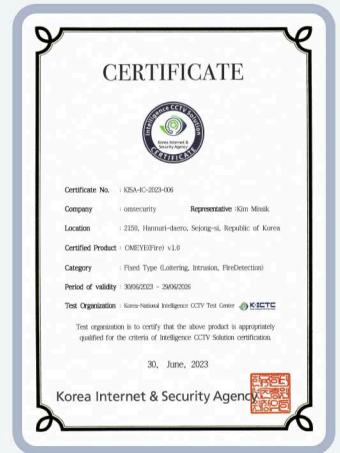 CERTIFICATE
Intelligence CCTV Solution
Korea Internet &
Security Agency
CERTIFICATE
Certificate No. : KISA-IC-2023-006
Company : omsecurity Representative :Kim Minsik
Location : 2150, Hannuri-daero, Sejong-si, Republic of Korea
Certified Product : OMEYE(Fire) v1.0
Category : Fixed Type (Loitering, Intrusion, FireDetection)
Period of validity : 30/06/2023 - 29/06/2026
Test Organization : Korea-National Intelligence CCTV Test Center K-ICTC
Test organization is to certify that the above product is appropriately
qualified for the criteria of Intelligence CCTV Solution certification.
30, June, 2023
Korea Internet & Security Agency